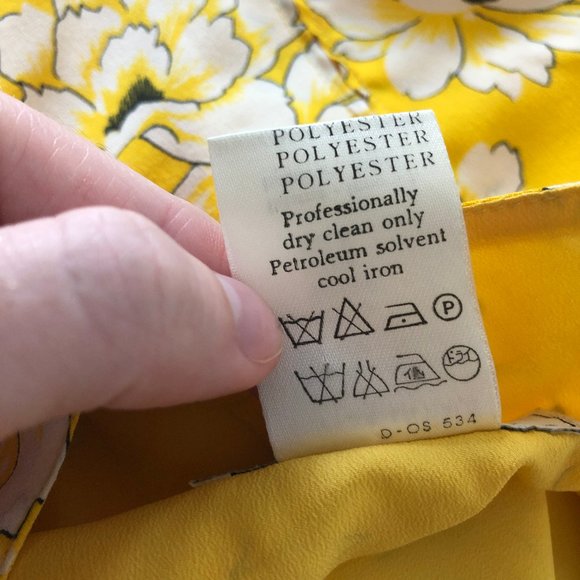 POLYESTER
POLYESTER
POLYESTER
Professionally
dry clean only
Petroleum solvent
cool iron
P
D-OS 534